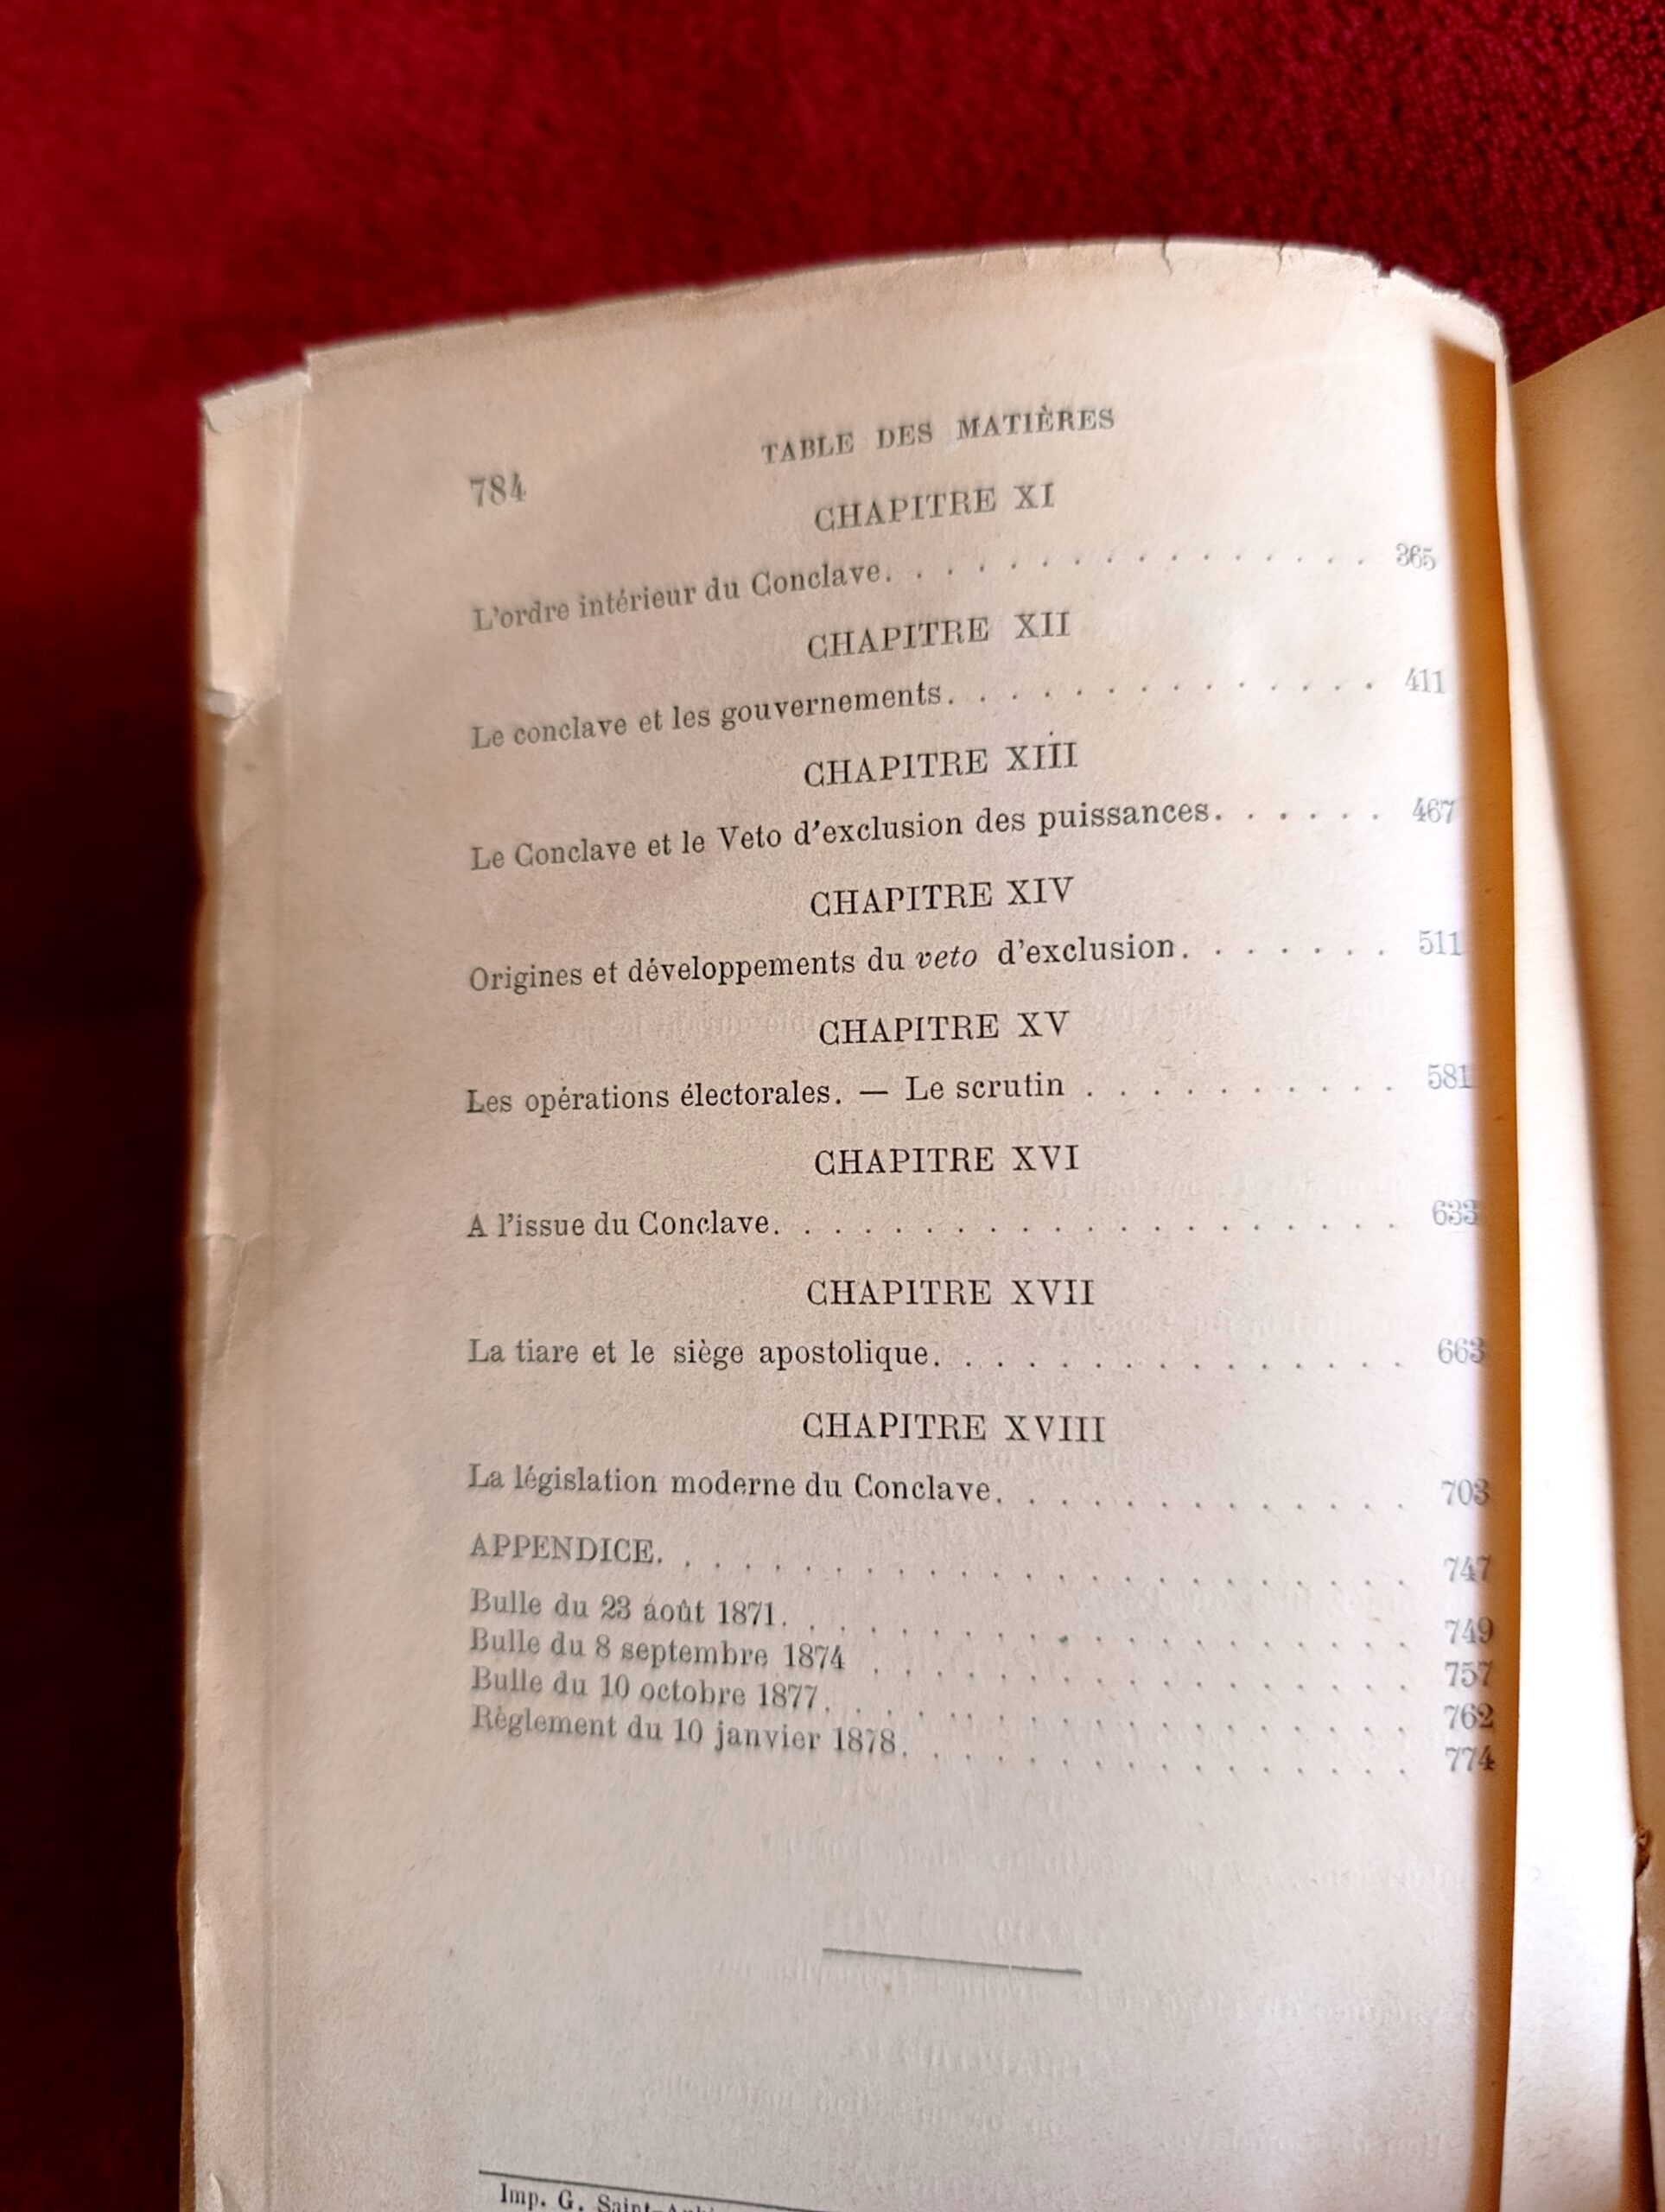 784 TABLE DES MATIÈRES
CHAPITRE XI
L'ordre intérieur du Conclave. . . . . . . . . . . . . . . . 365
CHAPITRE XII
Le conclave et les gouvernements. . . . . . . . . . . . . . 411
CHAPITRE XIII
Le Conclave et le Veto d'exclusion des puissances. . . . . . 467
CHAPITRE XIV
Origines et développements du veto d'exclusion. . . . . . . 511
CHAPITRE XV
Les opérations électorales. — Le scrutin . . . . . . . . . . 581
CHAPITRE XVI
A l'issue du Conclave. . . . . . . . . . . . . . . . . . . . 633
CHAPITRE XVII
La tiare et le siège apostolique. . . . . . . . . . . . . . . 663
CHAPITRE XVIII
La législation moderne du Conclave. . . . . . . . . . . . . 703
APPENDICE. . . . . . . . . . . . . . . . . . . . . . . . . 747
Bulle du 23 août 1871. . . . . . . . . . . . . . . . . . . . 749
Bulle du 8 septembre 1874 . . . . . . . . . . . . . . . . . 757
Bulle du 10 octobre 1877. . . . . . . . . . . . . . . . . . . 762
Règlement du 10 janvier 1878. . . . . . . . . . . . . . . . 774
Imp. G.